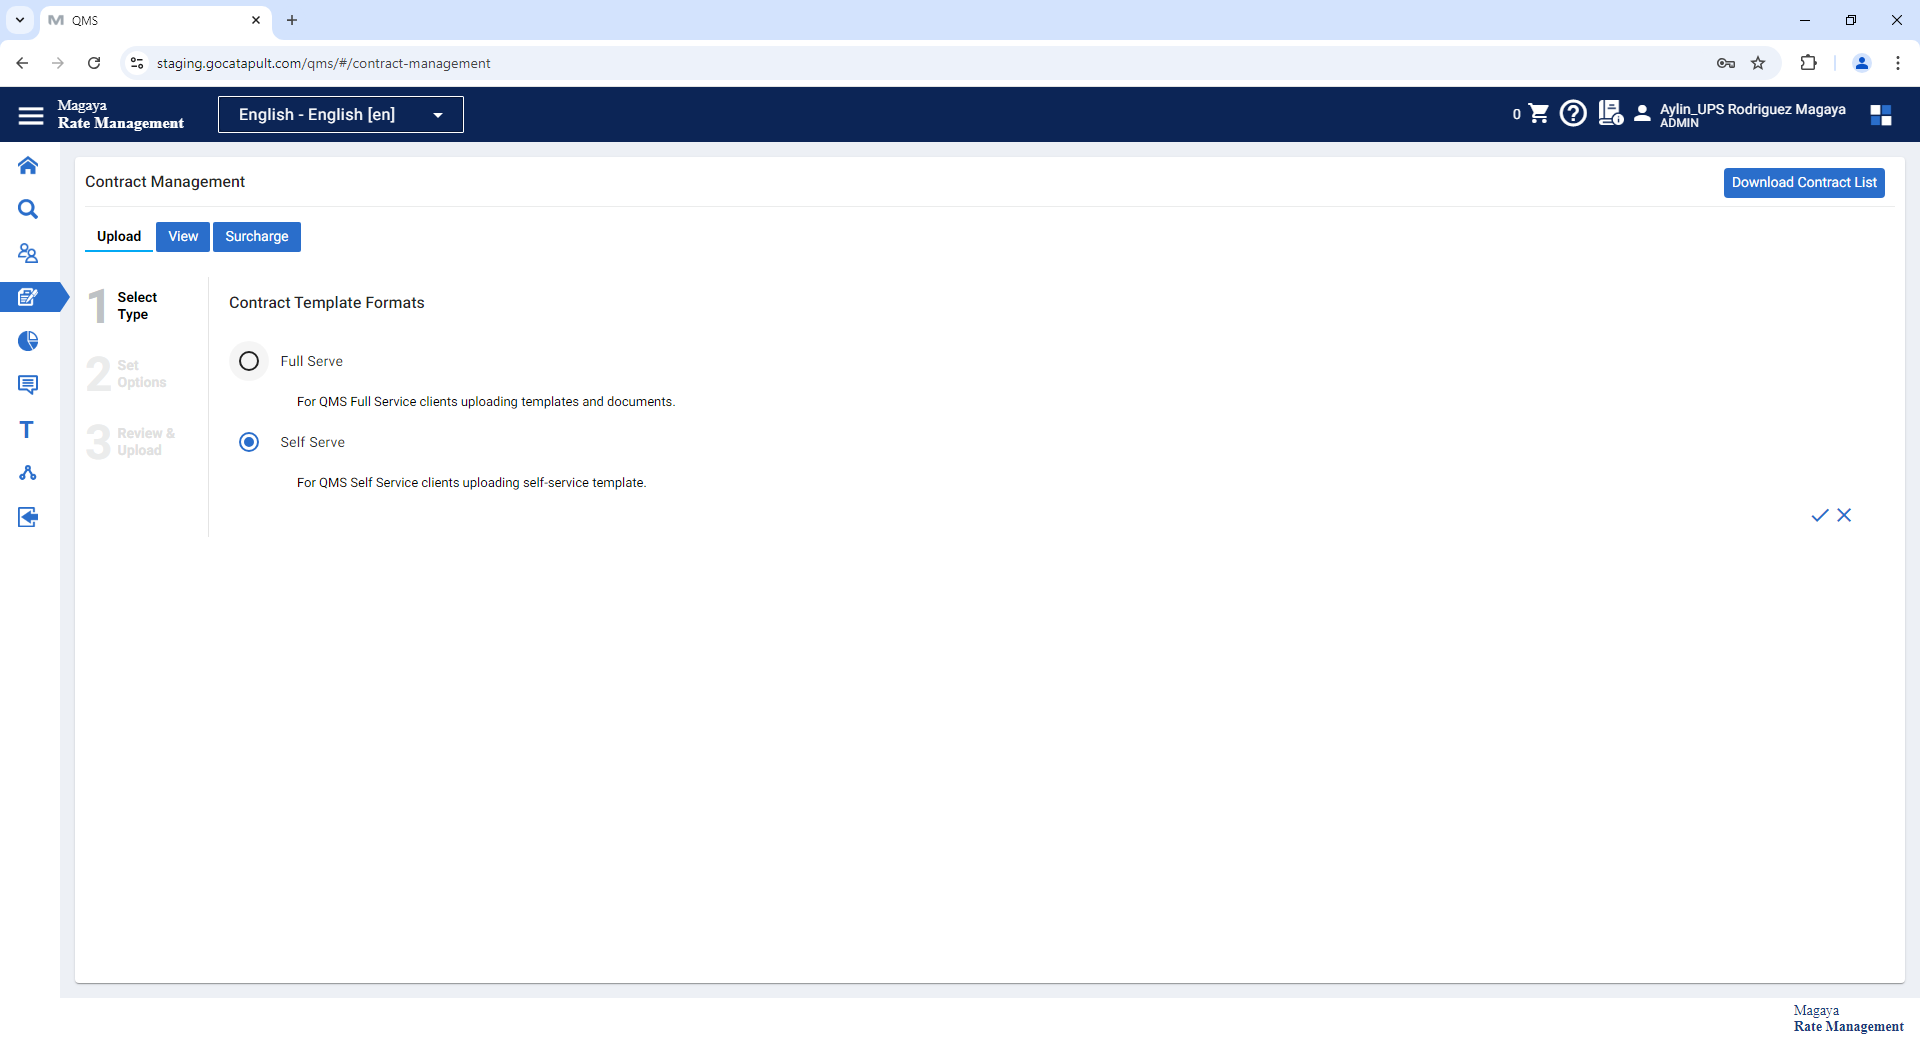 QMS
staging.gocatapult.com/qms/#/contract-management
Magaya
Rate Management
English - English [en]
0
Aylin_UPS Rodriguez Magaya
ADMIN
Contract Management
Download Contract List
Upload
View
Surcharge
1
Select
Type
2
Set
Options
3
Review &
Upload
Contract Template Formats
Full Serve
For QMS Full Service clients uploading templates and documents.
Self Serve
For QMS Self Service clients uploading self-service template.
Magaya
Rate Management